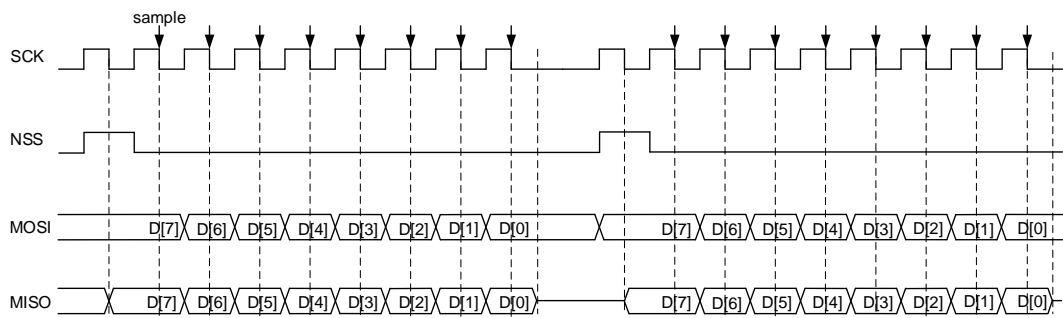 sample
SCK
NSS
MOSI D[7] D[6] D[5] D[4] D[3] D[2] D[1] D[0] D[7] D[6] D[5] D[4] D[3] D[2] D[1] D[0]
MISO D[7] D[6] D[5] D[4] D[3] D[2] D[1] D[0] D[7] D[6] D[5] D[4] D[3] D[2] D[1] D[0]